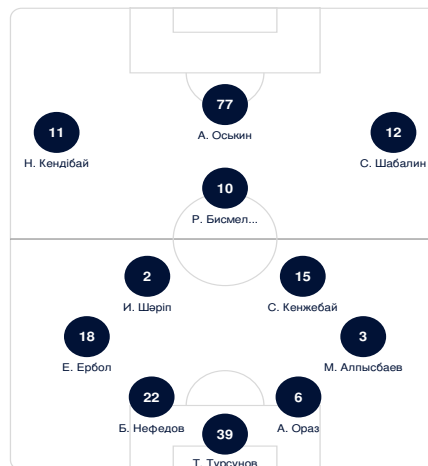 77
А. Оськин
11
Н. Кендібай
12
С. Шабалин
10
Р. Бисмел...
2
И. Шәріп
15
С. Кенжебай
18
Е. Ербол
3
М. Алпысбаев
22
Б. Нефедов
6
А. Ораз
39
Т. Турсунов